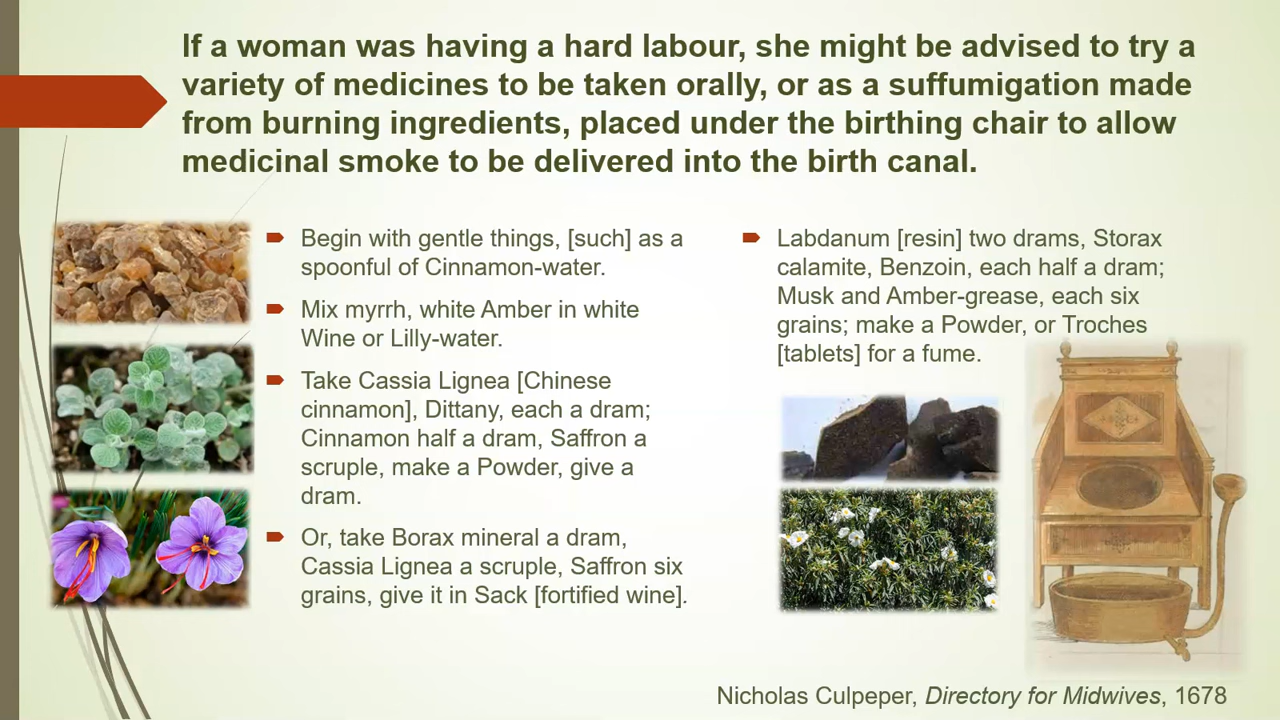 If a woman was having a hard labour, she might be advised to try a
variety of medicines to be taken orally, or as a suffumigation made
from burning ingredients, placed under the birthing chair to allow
medicinal smoke to be delivered into the birth canal.
Begin with gentle things, [such] as a
spoonful of Cinnamon-water.
Mix myrrh, white Amber in white
Wine or Lilly-water.
Take Cassia Lignea [Chinese
cinnamon], Dittany, each a dram;
Cinnamon half a dram, Saffron a
scruple, make a Powder, give a
dram.
Or, take Borax mineral a dram,
Cassia Lignea a scruple, Saffron six
grains, give it in Sack [fortified wine].
Labdanum [resin] two drams, Storax
calamite, Benzoin, each half a dram;
Musk and Amber-grease, each six
grains; make a Powder, or Troches
[tablets] for a fume.
Nicholas Culpeper, Directory for Midwives, 1678